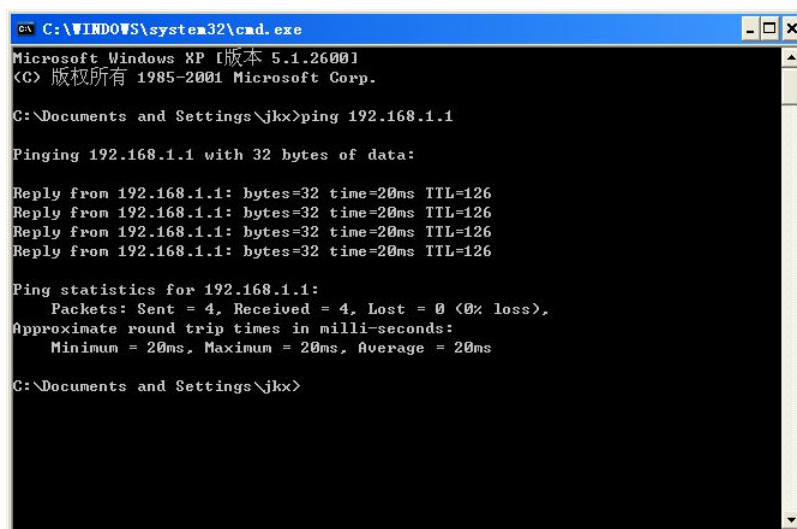 C:\WINDOWS\system32\cmd.exe
Microsoft Windows XP [版本 5.1.2600]
(C) 版权所有 1985-2001 Microsoft Corp.
C:\Documents and Settings\jkx>ping 192.168.1.1
Pinging 192.168.1.1 with 32 bytes of data:
Reply from 192.168.1.1: bytes=32 time=20ms TTL=126
Reply from 192.168.1.1: bytes=32 time=20ms TTL=126
Reply from 192.168.1.1: bytes=32 time=20ms TTL=126
Reply from 192.168.1.1: bytes=32 time=20ms TTL=126
Ping statistics for 192.168.1.1:
Packets: Sent = 4, Received = 4, Lost = 0 (0% loss),
Approximate round trip times in milli-seconds:
Minimum = 20ms, Maximum = 20ms, Average = 20ms
C:\Documents and Settings\jkx>